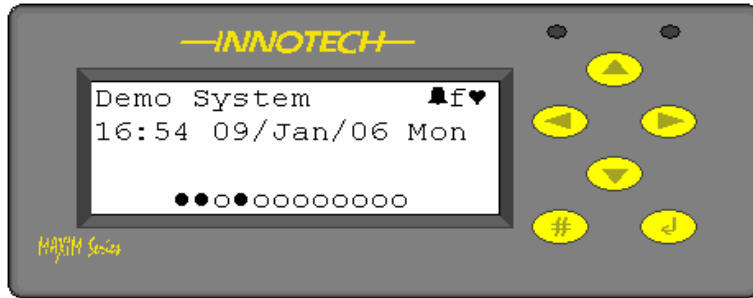 INNOTECH
Demo System 🔔f♥
16:54 09/Jan/06 Mon
●●○●○○○○○○○○
#
MAXIM Series